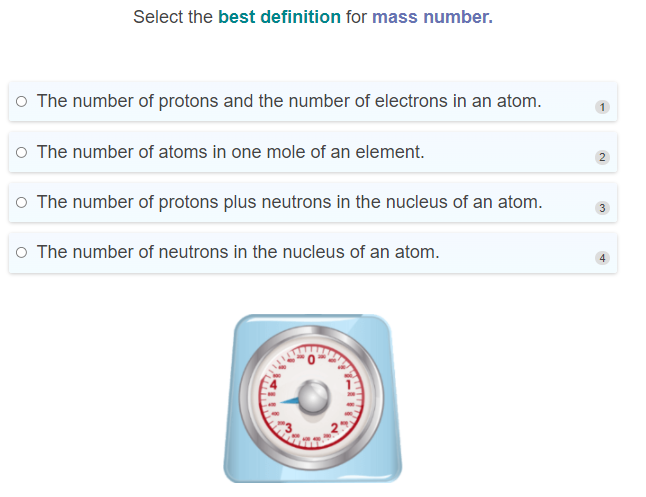 Select the best definition for mass number.
The number of protons and the number of electrons in an atom.
1
The number of atoms in one mole of an element.
2
The number of protons plus neutrons in the nucleus of an atom.
3
The number of neutrons in the nucleus of an atom.
4
0
4
1
3
2